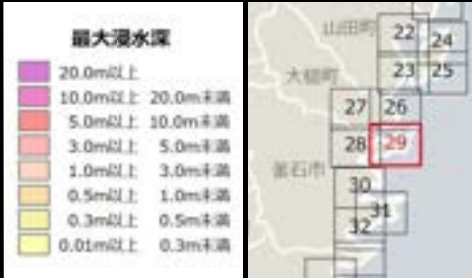 最大浸水深
20.0m以上
10.0m以上 20.0m未満
5.0m以上 10.0m未満
3.0m以上 5.0m未満
1.0m以上 3.0m未満
0.5m以上 1.0m未満
0.3m以上 0.5m未満
0.01m以上 0.3m未満
山田町
22
24
大槌町
23 25
27 26
28 29
釜石市
30
31
32